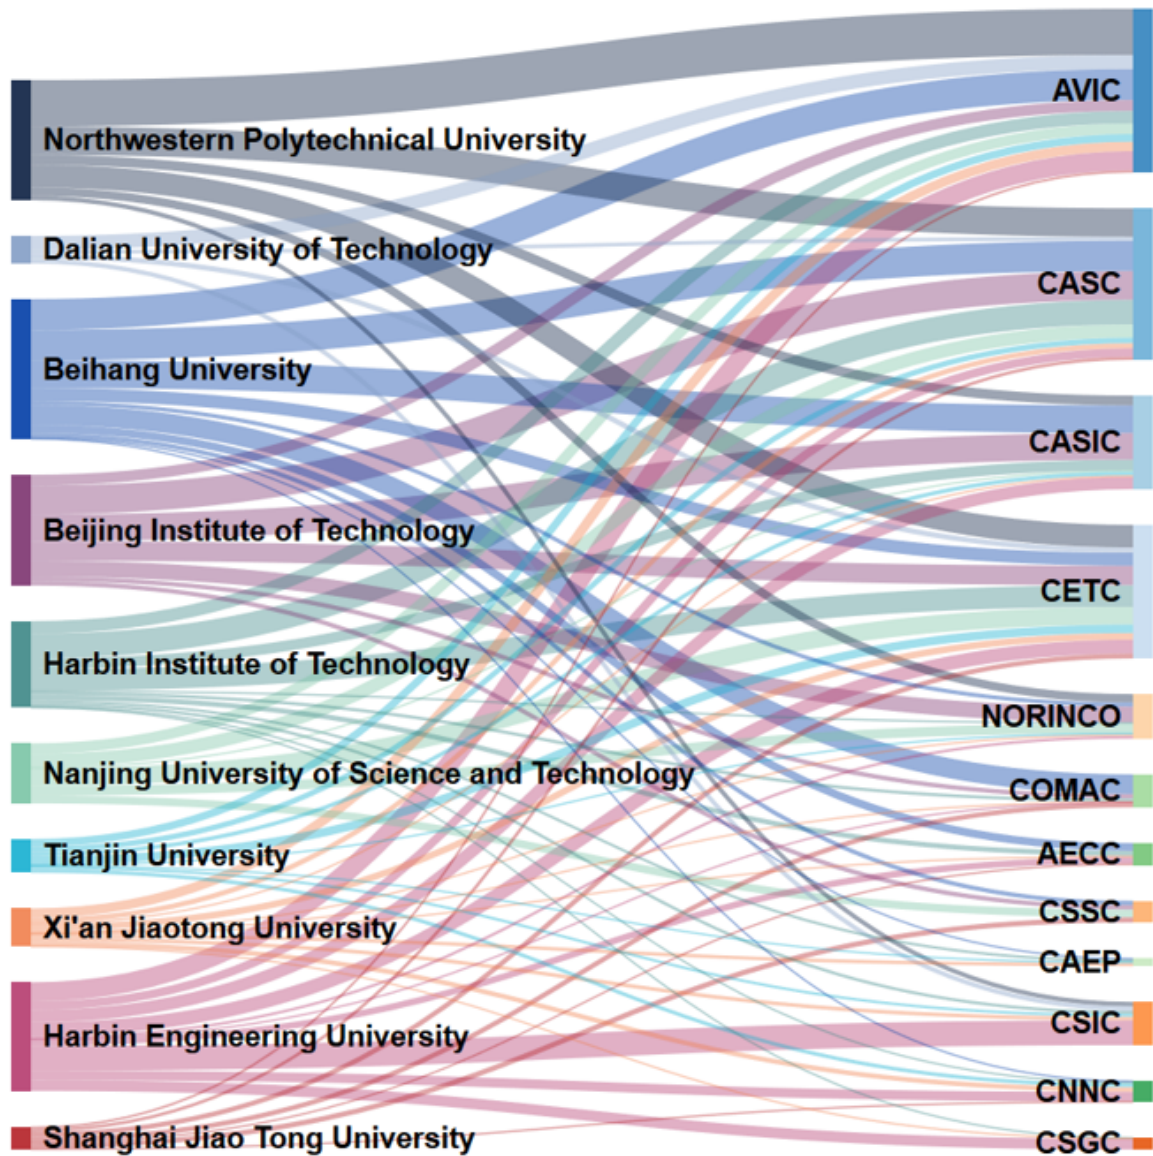 Northwestern Polytechnical University
Dalian University of Technology
Beihang University
Beijing Institute of Technology
Harbin Institute of Technology
Nanjing University of Science and Technology
Tianjin University
Xi'an Jiaotong University
Harbin Engineering University
Shanghai Jiao Tong University
AVIC
CASC
CASIC
CETC
NORINCO
COMAC
AECC
CSSC
CAEP
CSIC
CNNC
CSGC